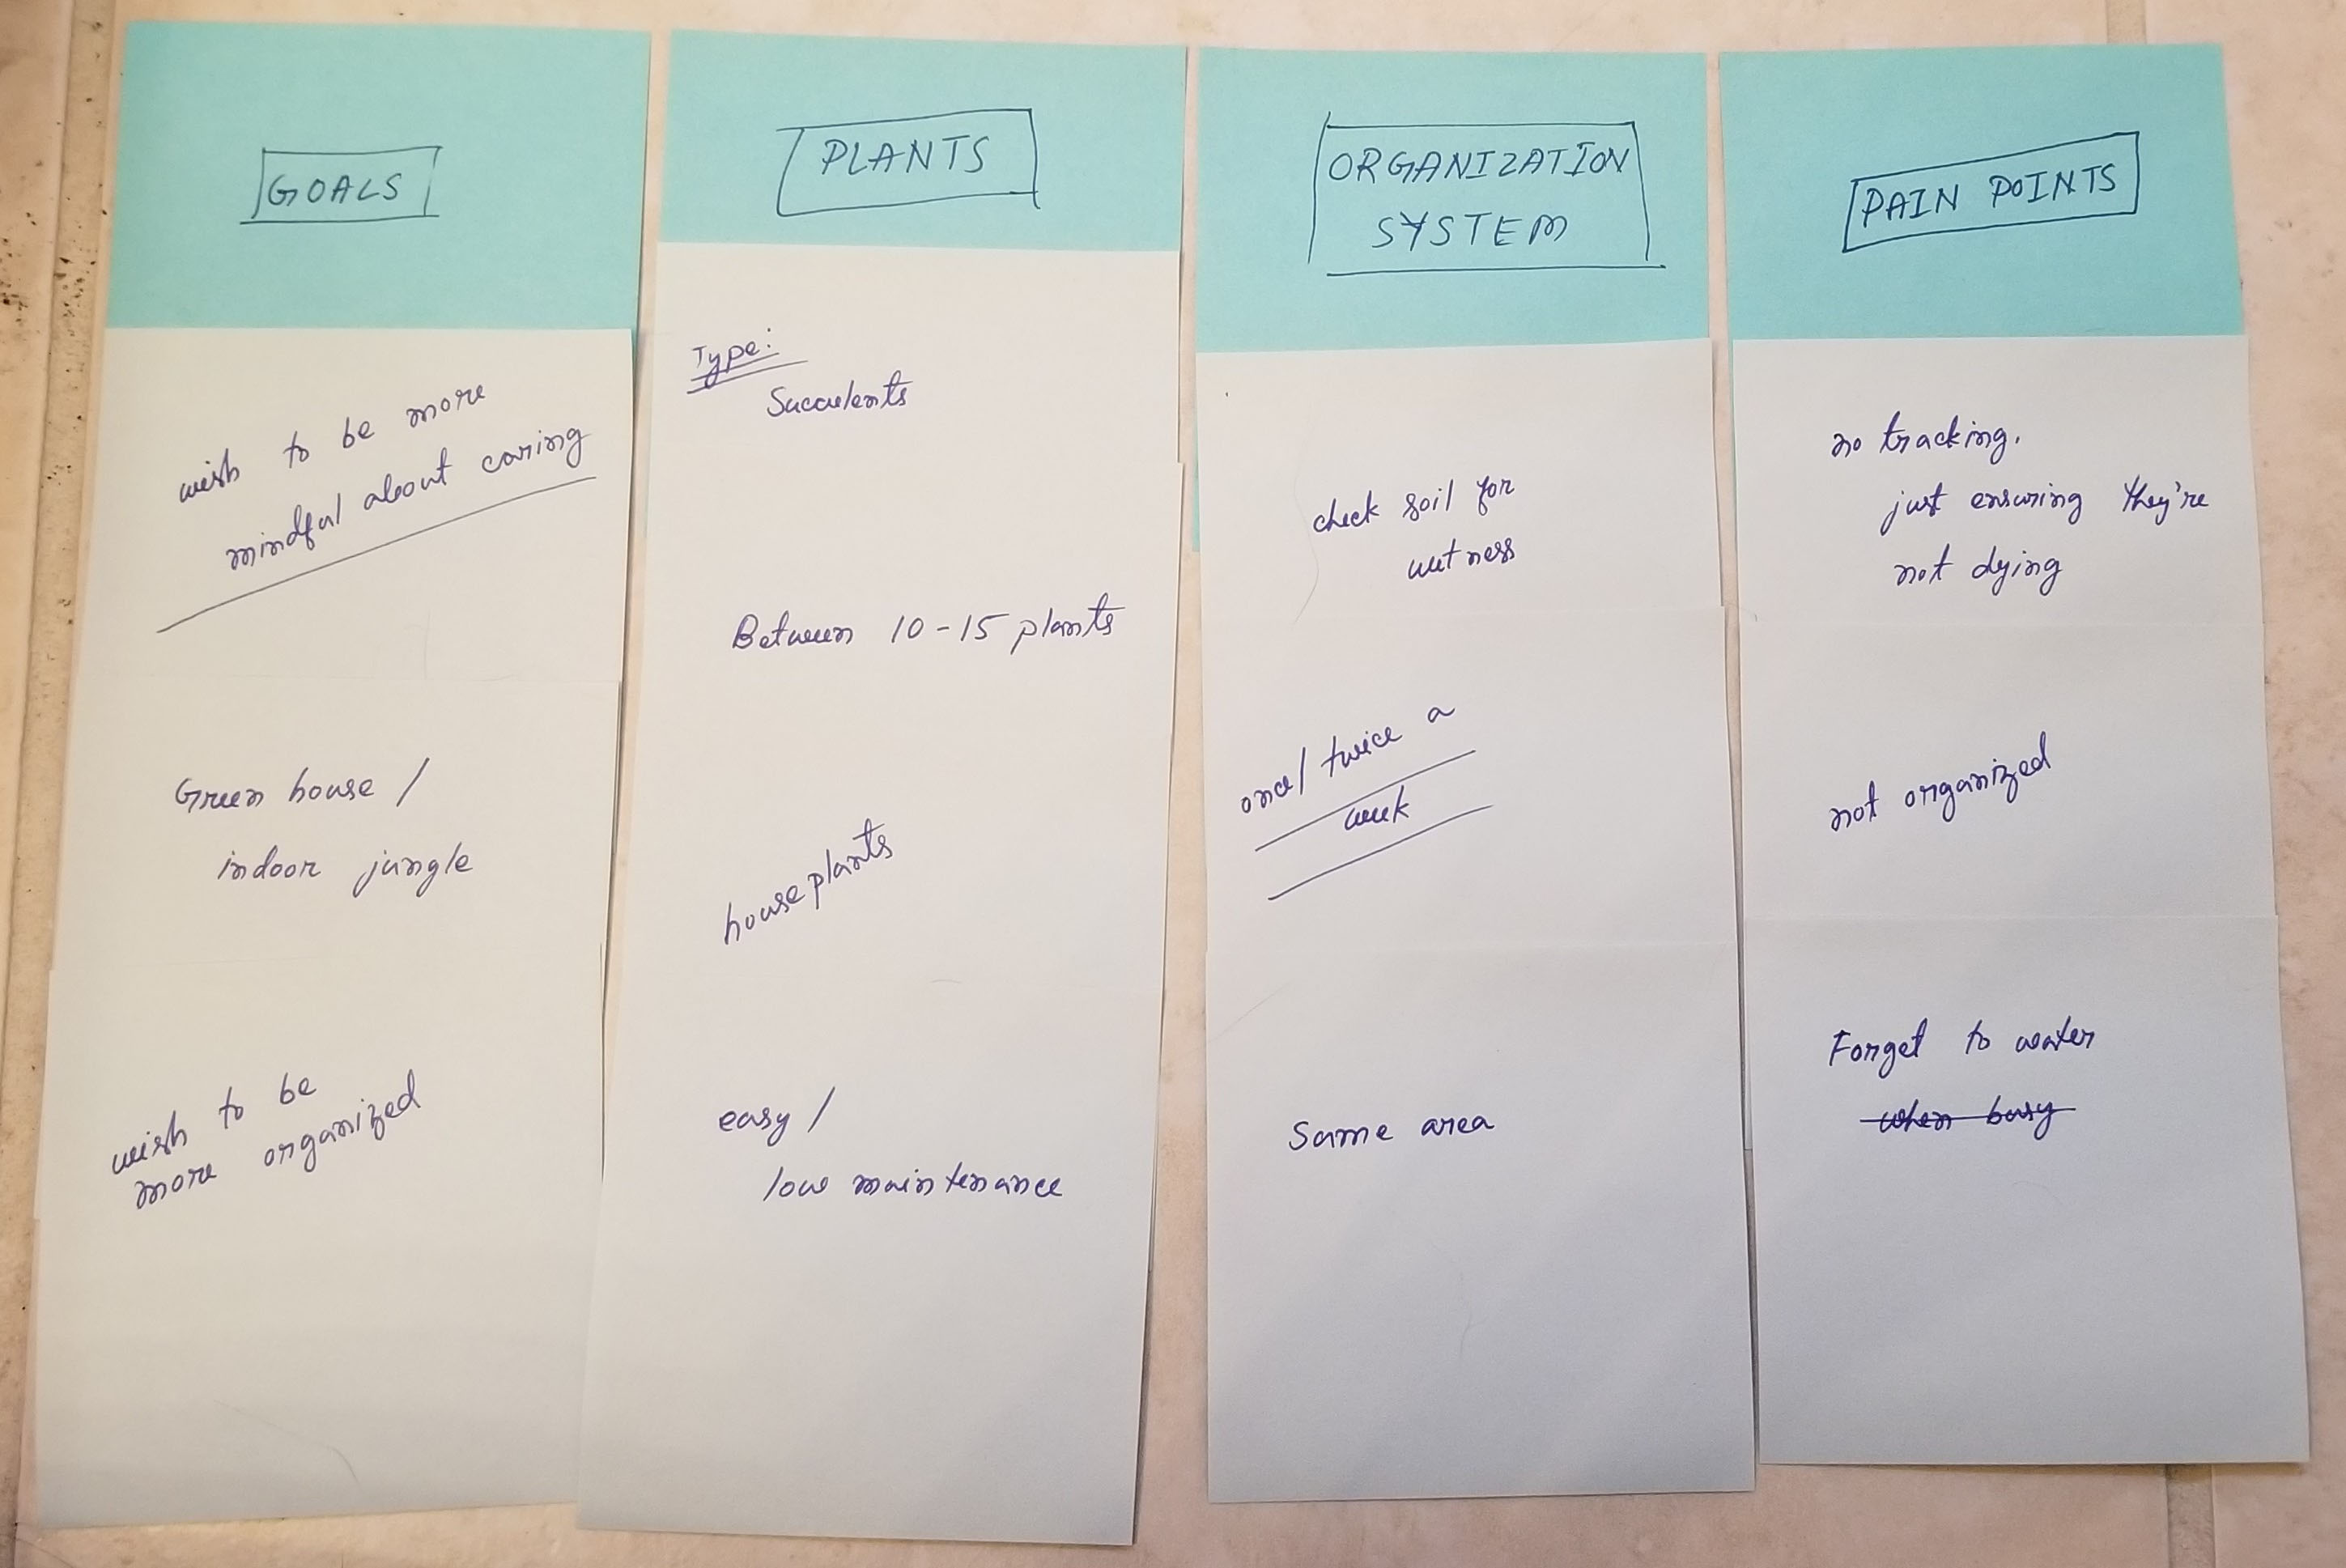 GOALS
wish to be more
mindful about caring
Green house /
indoor jungle
wish to be
more organized
PLANTS
Type:
Succulents
Between 10-15 plants
houseplants
easy /
low maintenance
ORGANIZATION
SYSTEM
check soil for
wetness
once/ twice a
week
Same area
PAIN POINTS
no tracking.
just ensuring they're
not dying
not organized
Forget to water
when busy